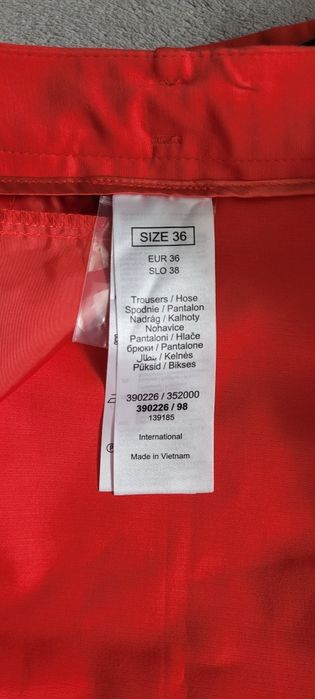 SIZE 36
EUR 36
SLO 38
Trousers / Hose
Spodnie / Pantalon
Nadrág / Kalhoty
Nohavice
Pantaloni / Hlače
брюки / Pantalone
بنطال / Kelnės
Püksid / Bikses
390226 / 352000
390226 / 98
139185
International
Made in Vietnam